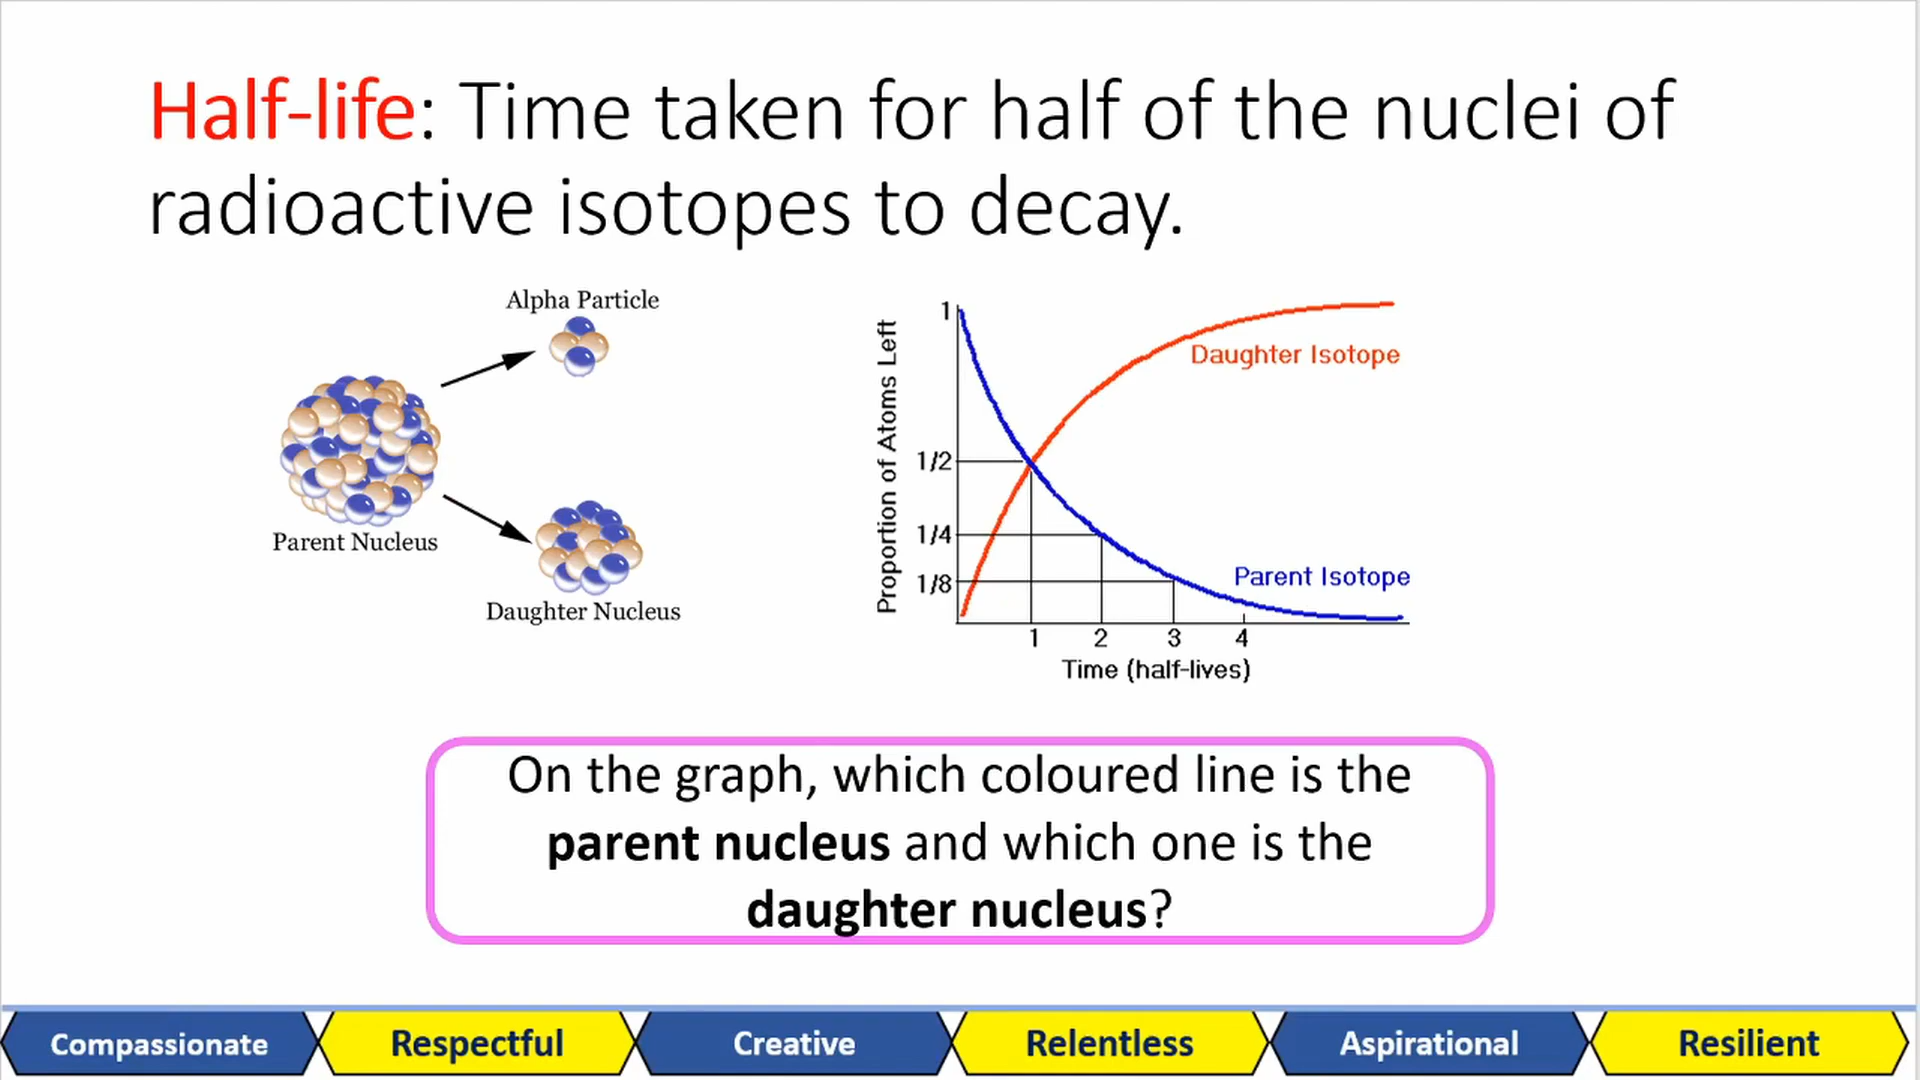 Half-life: Time taken for half of the nuclei of
radioactive isotopes to decay.
Alpha Particle
Parent Nucleus
Daughter Nucleus
Proportion of Atoms Left
1
1/2
1/4
1/8
Daughter Isotope
Parent Isotope
1 2 3 4
Time (half-lives)
On the graph, which coloured line is the
parent nucleus and which one is the
daughter nucleus?
Compassionate Respectful Creative Relentless Aspirational Resilient